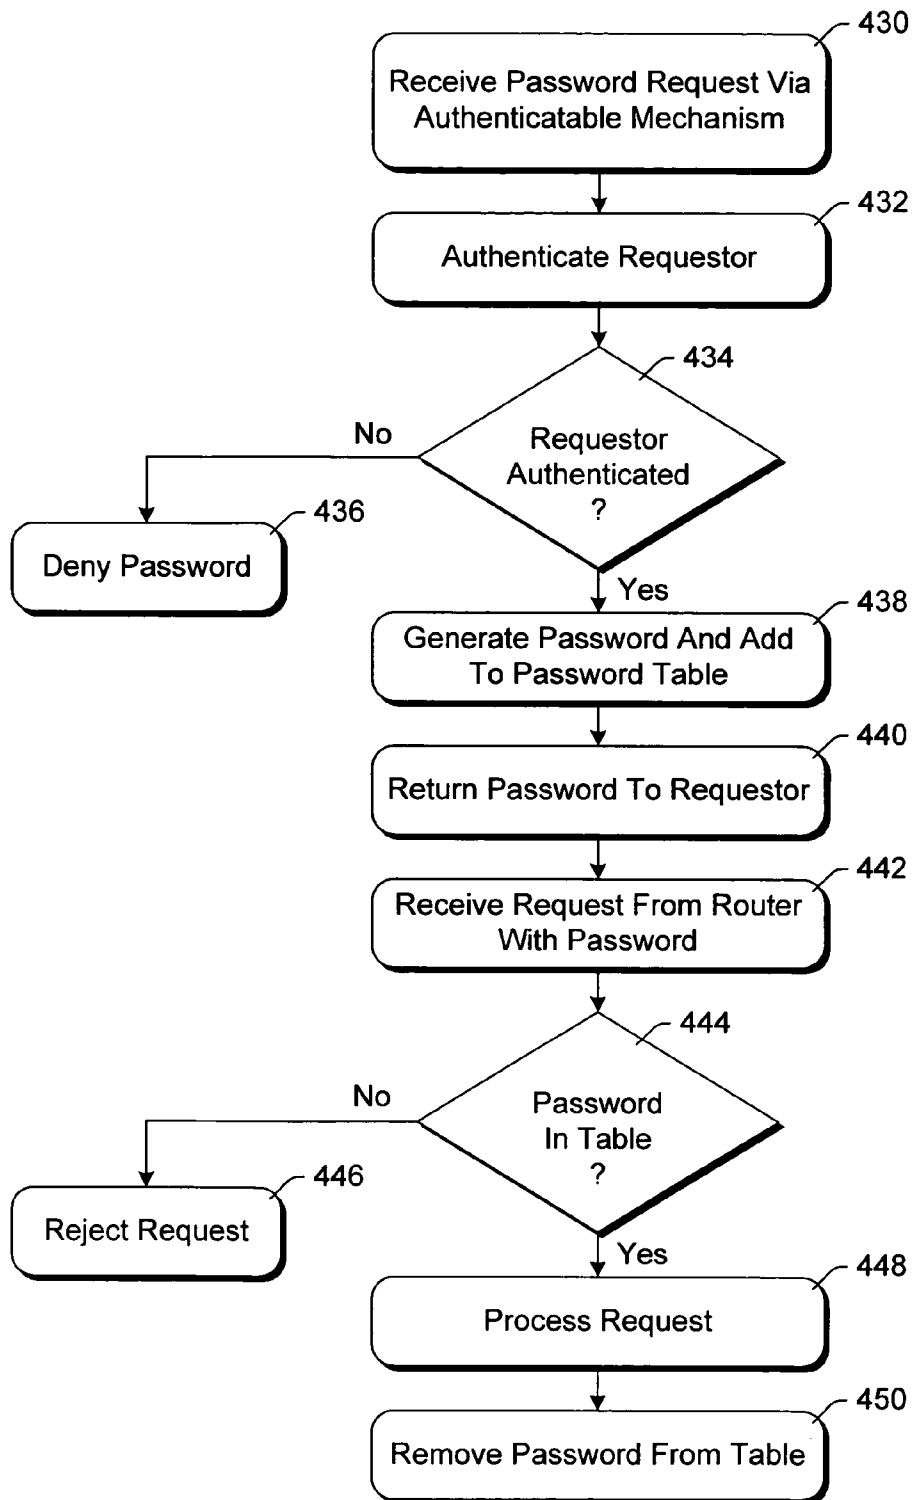 430
Receive Password Request Via
Authenticatable Mechanism
432
Authenticate Requestor
434
Requestor
Authenticated
?
No
436
Deny Password
Yes
438
Generate Password And Add
To Password Table
440
Return Password To Requestor
442
Receive Request From Router
With Password
444
Password
In Table
?
No
446
Reject Request
Yes
448
Process Request
450
Remove Password From Table